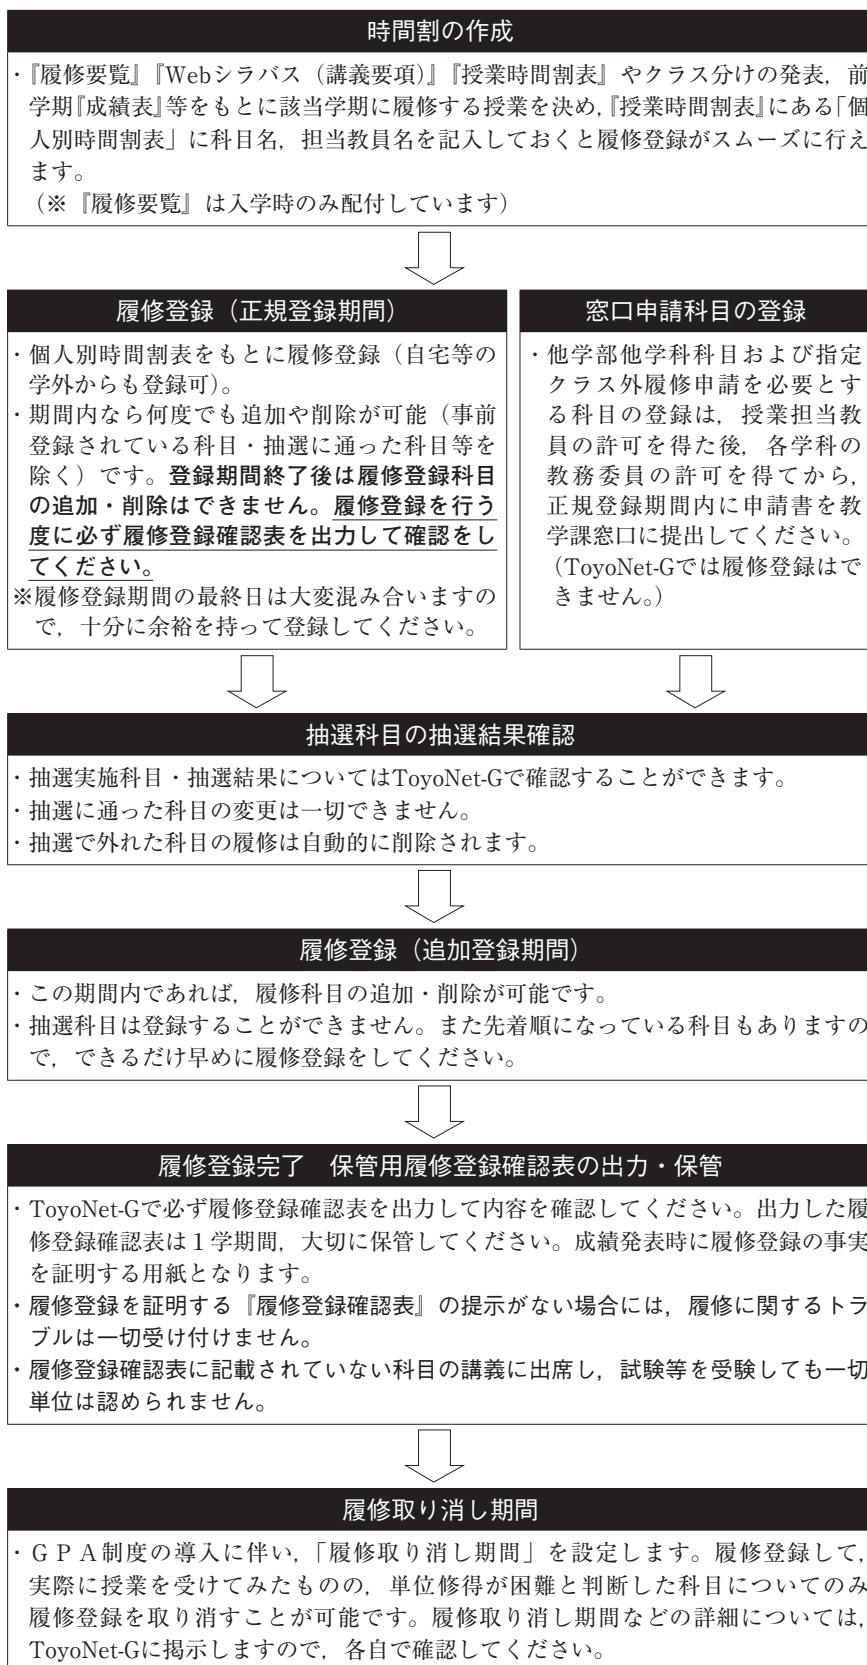 時間割の作成
・『履修要覧』『Webシラバス（講義要項）』『授業時間割表』やクラス分けの発表，前
学期『成績表』等をもとに該当学期に履修する授業を決め，『授業時間割表』にある「個
人別時間割表」に科目名，担当教員名を記入しておくと履修登録がスムーズに行え
ます。
（※『履修要覧』は入学時のみ配付しています）
履修登録（正規登録期間）
・個人別時間割表をもとに履修登録（自宅等の
学外からも登録可）。
・期間内なら何度でも追加や削除が可能（事前
登録されている科目・抽選に通った科目等を
除く）です。登録期間終了後は履修登録科目
の追加・削除はできません。履修登録を行う
度に必ず履修登録確認表を出力して確認をし
てください。
※履修登録期間の最終日は大変混み合いますの
で，十分に余裕を持って登録してください。
窓口申請科目の登録
・他学部他学科科目および指定
クラス外履修申請を必要とす
る科目の登録は，授業担当教
員の許可を得た後，各学科の
教務委員の許可を得てから，
正規登録期間内に申請書を教
学課窓口に提出してください。
（ToyoNet-Gでは履修登録はで
きません。）
抽選科目の抽選結果確認
・抽選実施科目・抽選結果についてはToyoNet-Gで確認することができます。
・抽選に通った科目の変更は一切できません。
・抽選で外れた科目の履修は自動的に削除されます。
履修登録（追加登録期間）
・この期間内であれば，履修科目の追加・削除が可能です。
・抽選科目は登録することができません。また先着順になっている科目もありますの
で，できるだけ早めに履修登録をしてください。
履修登録完了　保管用履修登録確認表の出力・保管
・ToyoNet-Gで必ず履修登録確認表を出力して内容を確認してください。出力した履
修登録確認表は１学期間，大切に保管してください。成績発表時に履修登録の事実
を証明する用紙となります。
・履修登録を証明する『履修登録確認表』の提示がない場合には，履修に関するトラ
ブルは一切受け付けません。
・履修登録確認表に記載されていない科目の講義に出席し，試験等を受験しても一切
単位は認められません。
履修取り消し期間
・ＧＰＡ制度の導入に伴い，「履修取り消し期間」を設定します。履修登録して，
実際に授業を受けてみたものの，単位修得が困難と判断した科目についてのみ
履修登録を取り消すことが可能です。履修取り消し期間などの詳細については，
ToyoNet-Gに掲示しますので，各自で確認してください。